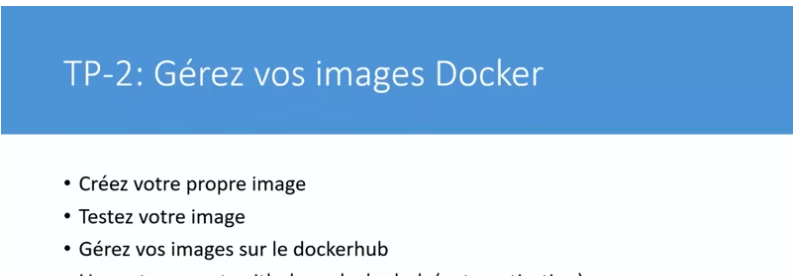 TP-2: Gérez vos images Docker
• Créez votre propre image
• Testez votre image
• Gérez vos images sur le dockerhub